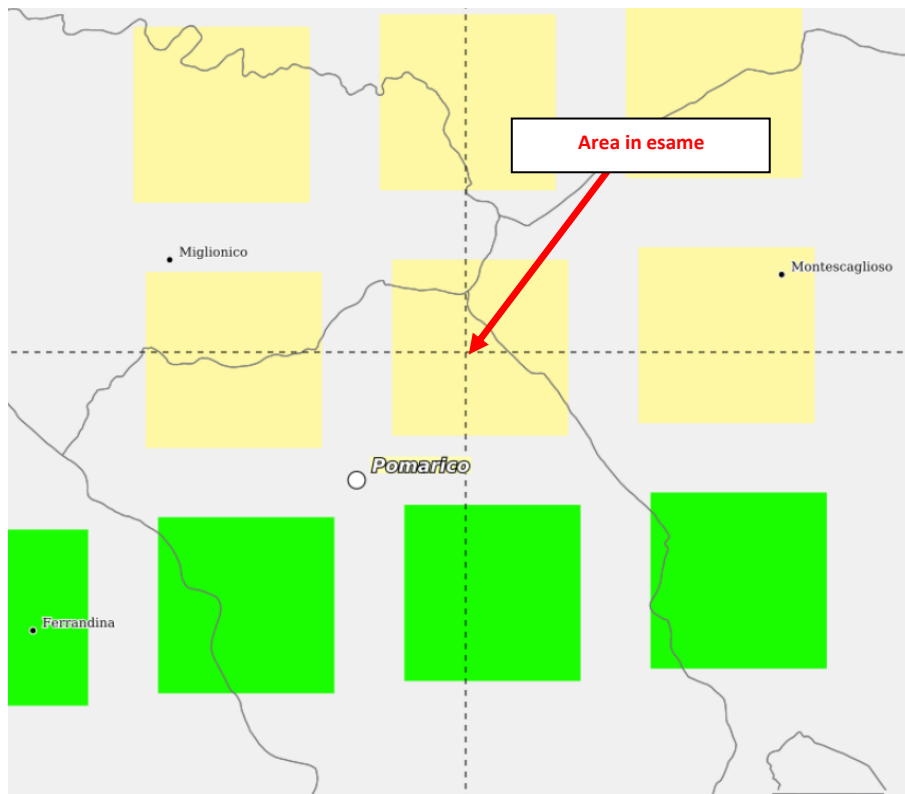 Area in esame
Miglionico
Montescaglioso
Pomarico
Ferrandina